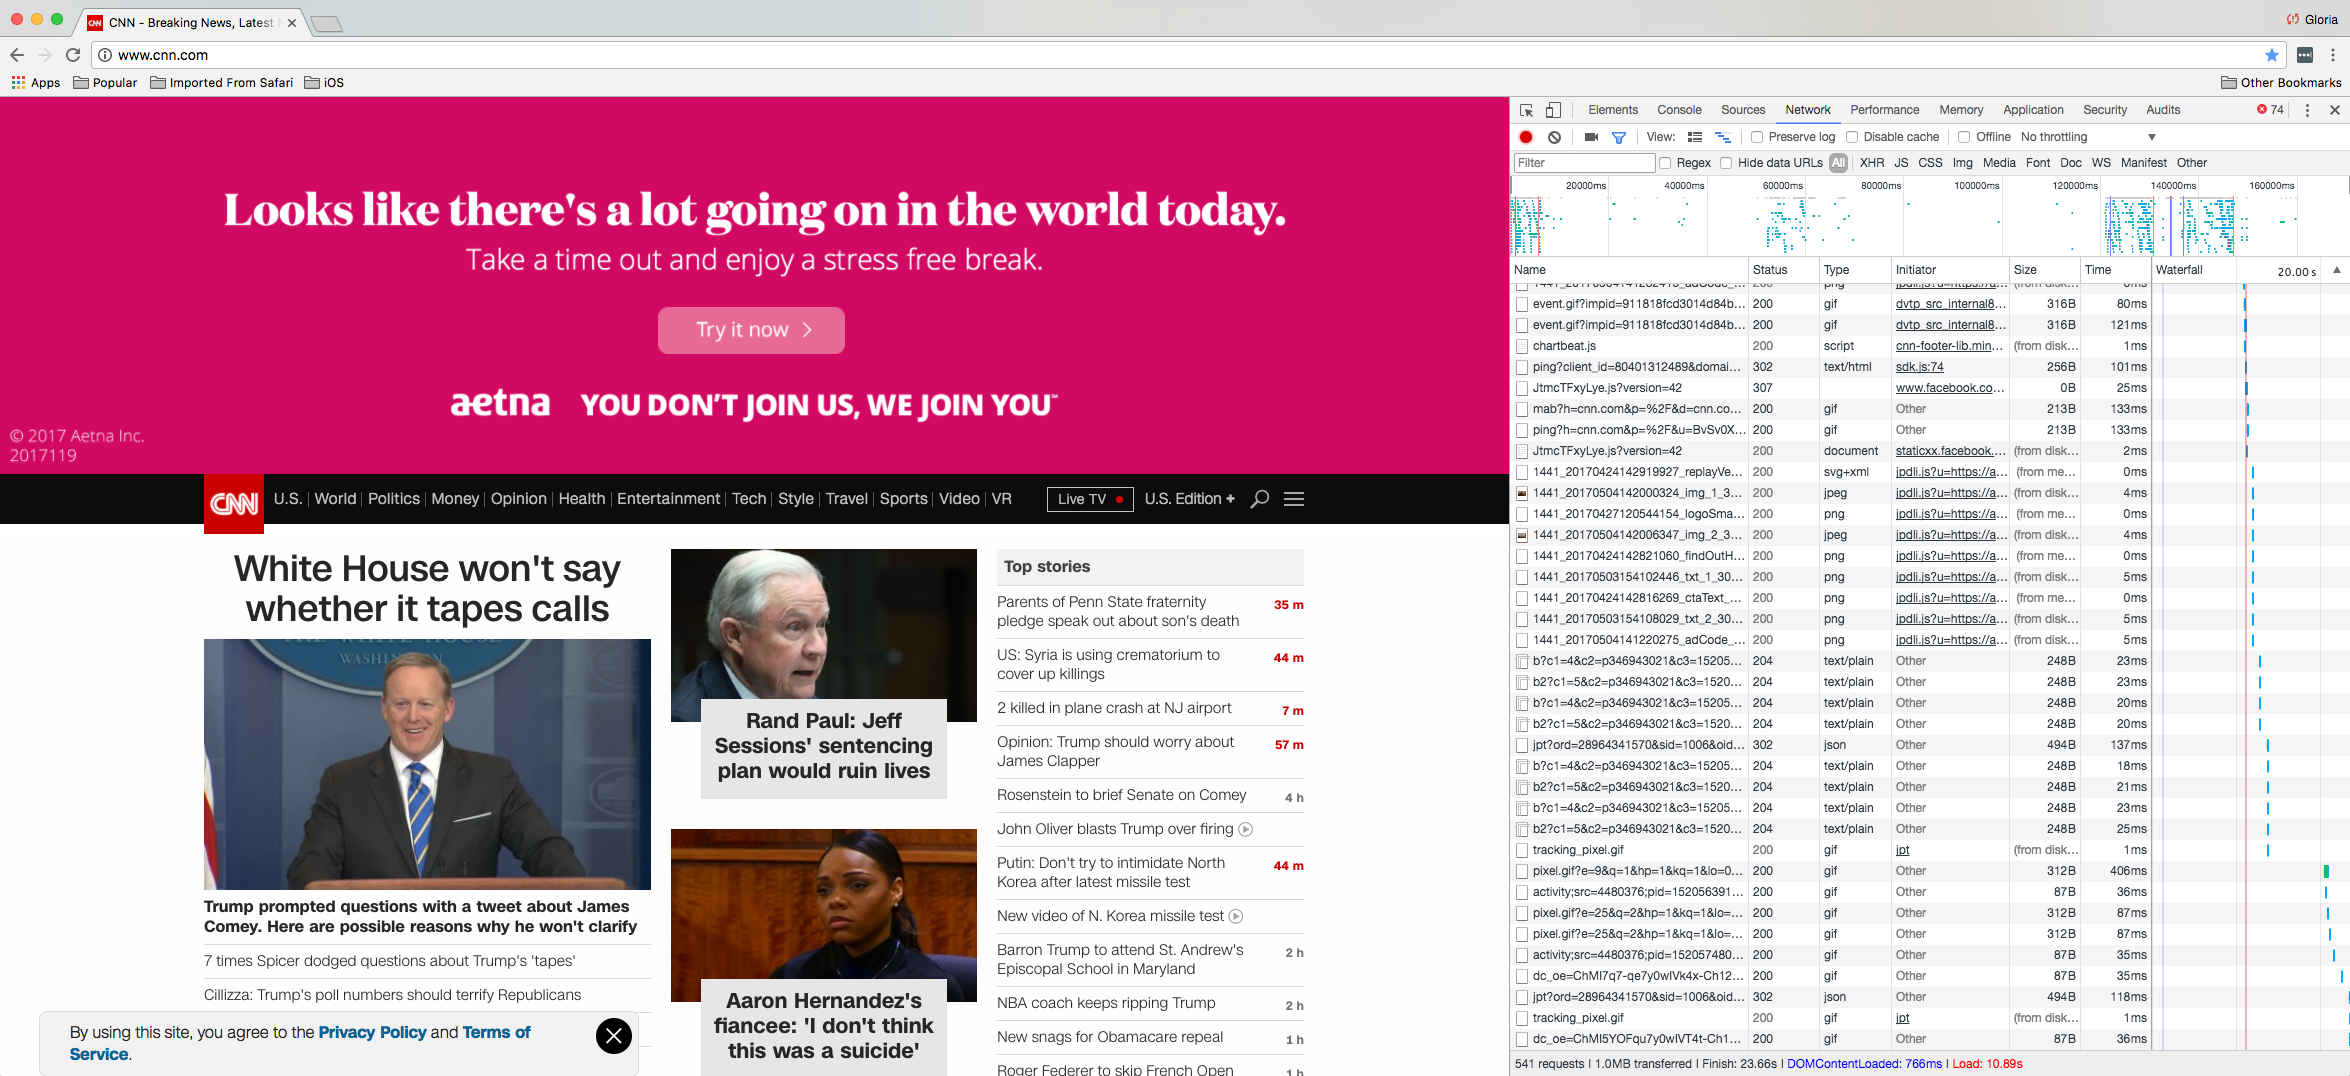 CNN - Breaking News, Latest
Gloria
www.cnn.com
Apps Popular Imported From Safari iOS
Other Bookmarks
Looks like there's a lot going on in the world today.
Take a time out and enjoy a stress free break.
Try it now >
aetna YOU DON'T JOIN US, WE JOIN YOU℠
© 2017 Aetna Inc.
2017119
CNN
U.S. | World | Politics | Money | Opinion | Health | Entertainment | Tech | Style | Travel | Sports | Video | VR
Live TV
U.S. Edition +
White House won't say
whether it tapes calls
WASHINGTON
Trump prompted questions with a tweet about James
Comey. Here are possible reasons why he won't clarify
7 times Spicer dodged questions about Trump's 'tapes'
Cillizza: Trump's poll numbers should terrify Republicans
By using this site, you agree to the Privacy Policy and Terms of
Service.
Rand Paul: Jeff
Sessions' sentencing
plan would ruin lives
Aaron Hernandez's
fiancee: 'I don't think
this was a suicide'
Top stories
Parents of Penn State fraternity 35 m
pledge speak out about son's death
US: Syria is using crematorium to 44 m
cover up killings
2 killed in plane crash at NJ airport 7 m
Opinion: Trump should worry about 57 m
James Clapper
Rosenstein to brief Senate on Comey 4 h
John Oliver blasts Trump over firing
Putin: Don't try to intimidate North 44 m
Korea after latest missile test
New video of N. Korea missile test
Barron Trump to attend St. Andrew's 2 h
Episcopal School in Maryland
NBA coach keeps ripping Trump 2 h
New snags for Obamacare repeal 1 h
Roger Federer to skip French Open 1 h
Elements Console Sources Network Performance Memory Application Security Audits 74
View: Preserve log Disable cache Offline No throttling
Filter Regex Hide data URLs All XHR JS CSS Img Media Font Doc WS Manifest Other
20000ms 40000ms 60000ms 80000ms 100000ms 120000ms 140000ms 160000ms
Name Status Type Initiator Size Time Waterfall 20.00 s
event.gif?impid=911818fcd3014d84b... 200 gif dvtp_src_internal8... 316B 80ms
event.gif?impid=911818fcd3014d84b... 200 gif dvtp_src_internal8... 316B 121ms
chartbeat.js 200 script cnn-footer-lib.min... (from disk... 1ms
ping?client_id=80401312489&domai... 302 text/html sdk.js:74 256B 101ms
JtmcTFxyLye.js?version=42 307 www.facebook.co... 0B 25ms
mab?h=cnn.com&p=%2F&d=cnn.co... 200 gif Other 213B 133ms
ping?h=cnn.com&p=%2F&u=BvSv0X... 200 gif Other 213B 133ms
JtmcTFxyLye.js?version=42 200 document staticxx.facebook.... (from disk... 2ms
1441_20170424142919927_replayVe... 200 svg+xml jpdli.js?u=https://a... (from me... 0ms
1441_20170504142000324_img_1_3... 200 jpeg jpdli.js?u=https://a... (from disk... 4ms
1441_20170427120544154_logoSma... 200 png jpdli.js?u=https://a... (from me... 0ms
1441_20170504142006347_img_2_3... 200 jpeg jpdli.js?u=https://a... (from disk... 4ms
1441_20170424142821060_findOutH... 200 png jpdli.js?u=https://a... (from me... 0ms
1441_20170503154102446_txt_1_30... 200 png jpdli.js?u=https://a... (from disk... 5ms
1441_20170424142816269_ctaText_... 200 png jpdli.js?u=https://a... (from me... 0ms
1441_20170503154108029_txt_2_30... 200 png jpdli.js?u=https://a... (from disk... 5ms
1441_20170504141220275_adCode_... 200 png jpdli.js?u=https://a... (from disk... 5ms
b?c1=4&c2=p346943021&c3=15205... 204 text/plain Other 248B 23ms
b2?c1=5&c2=p346943021&c3=1520... 204 text/plain Other 248B 23ms
b?c1=4&c2=p346943021&c3=15205... 204 text/plain Other 248B 20ms
b2?c1=5&c2=p346943021&c3=1520... 204 text/plain Other 248B 20ms
jpt?ord=28964341570&sid=1006&oid... 302 json Other 494B 137ms
b?c1=4&c2=p346943021&c3=15205... 204 text/plain Other 248B 18ms
b2?c1=5&c2=p346943021&c3=1520... 204 text/plain Other 248B 21ms
b?c1=4&c2=p346943021&c3=15205... 204 text/plain Other 248B 23ms
b2?c1=5&c2=p346943021&c3=1520... 204 text/plain Other 248B 25ms
tracking_pixel.gif 200 gif jpt (from disk... 1ms
pixel.gif?e=9&q=1&hp=1&kq=1&lo=0... 200 gif Other 312B 406ms
activity;src=4480376;pid=152056391... 200 gif Other 87B 36ms
pixel.gif?e=25&q=2&hp=1&kq=1&lo=... 200 gif Other 312B 87ms
pixel.gif?e=25&q=2&hp=1&kq=1&lo=... 200 gif Other 312B 87ms
activity;src=4480376;pid=152057480... 200 gif Other 87B 35ms
dc_oe=ChMI7q7-qe7y0wIVk4x-Ch12... 200 gif Other 87B 35ms
jpt?ord=28964341570&sid=1006&oid... 302 json Other 494B 118ms
tracking_pixel.gif 200 gif jpt (from disk... 1ms
dc_oe=ChMI5YOFqu7y0wIVT4t-Ch1... 200 gif Other 87B 36ms
541 requests | 1.0MB transferred | Finish: 23.66s | DOMContentLoaded: 766ms | Load: 10.89s